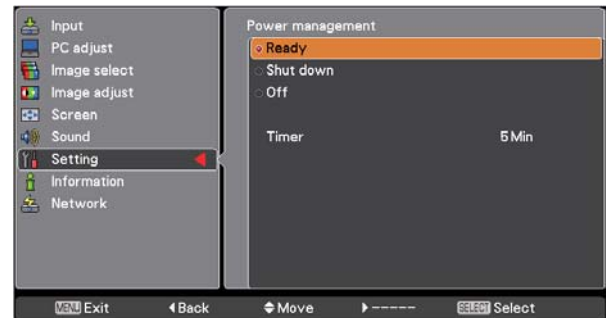 Input
PC adjust
Image select
Image adjust
Screen
Sound
Setting
Information
Network
Power management
Ready
Shut down
Off
Timer 5 Min
MENU Exit Back Move ----- SELECT Select